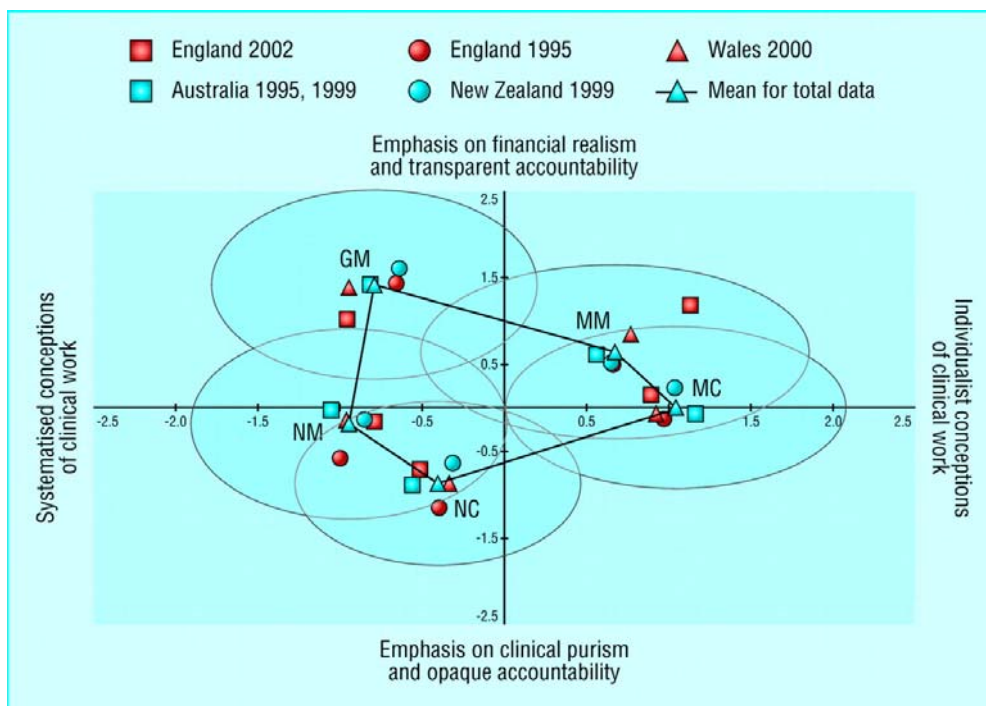 England 2002
England 1995
Wales 2000
Australia 1995, 1999
New Zealand 1999
Mean for total data
Emphasis on financial realism
and transparent accountability
2.5
GM
1.5
MM
0.5
MC
-2.5
-2.0
-1.5
-1.0
-0.5
0.5
1.0
1.5
2.0
2.5
NM
-0.5
NC
-1.5
-2.5
Systematised conceptions
of clinical work
Individualist conceptions
of clinical work
Emphasis on clinical purism
and opaque accountability